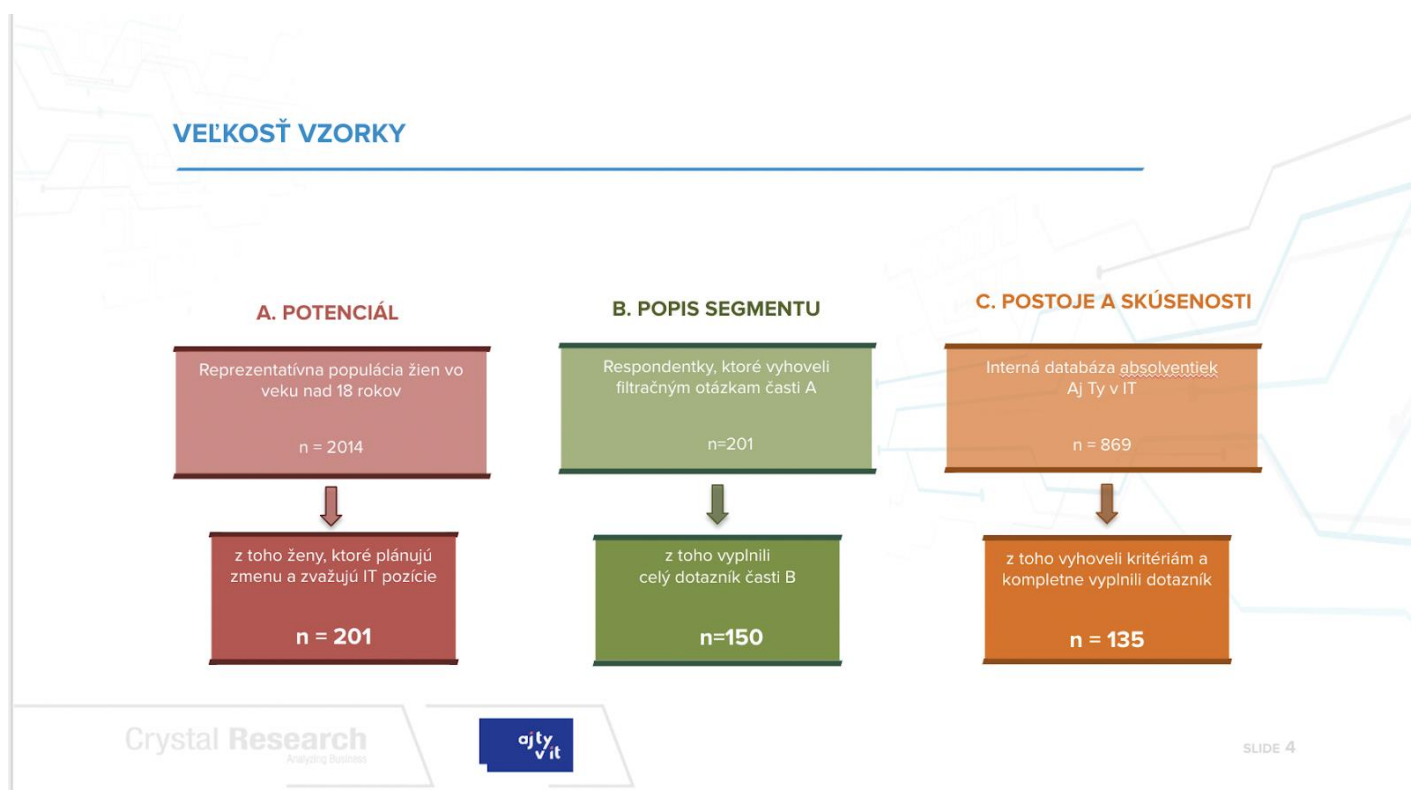 VEĽKOSŤ VZORKY
A. POTENCIÁL
Reprezentatívna populácia žien vo
veku nad 18 rokov
n = 2014
z toho ženy, ktoré plánujú
zmenu a zvažujú IT pozície
n = 201
B. POPIS SEGMENTU
Respondentky, ktoré vyhoveli
filtračným otázkam časti A
n=201
z toho vyplnili
celý dotazník časti B
n=150
C. POSTOJE A SKÚSENOSTI
Interná databáza absolventiek
Aj Ty v IT
n = 869
z toho vyhoveli kritériám a
kompletne vyplnili dotazník
n = 135
Crystal Research
Analyzing Business
ajty
v it
SLIDE 4